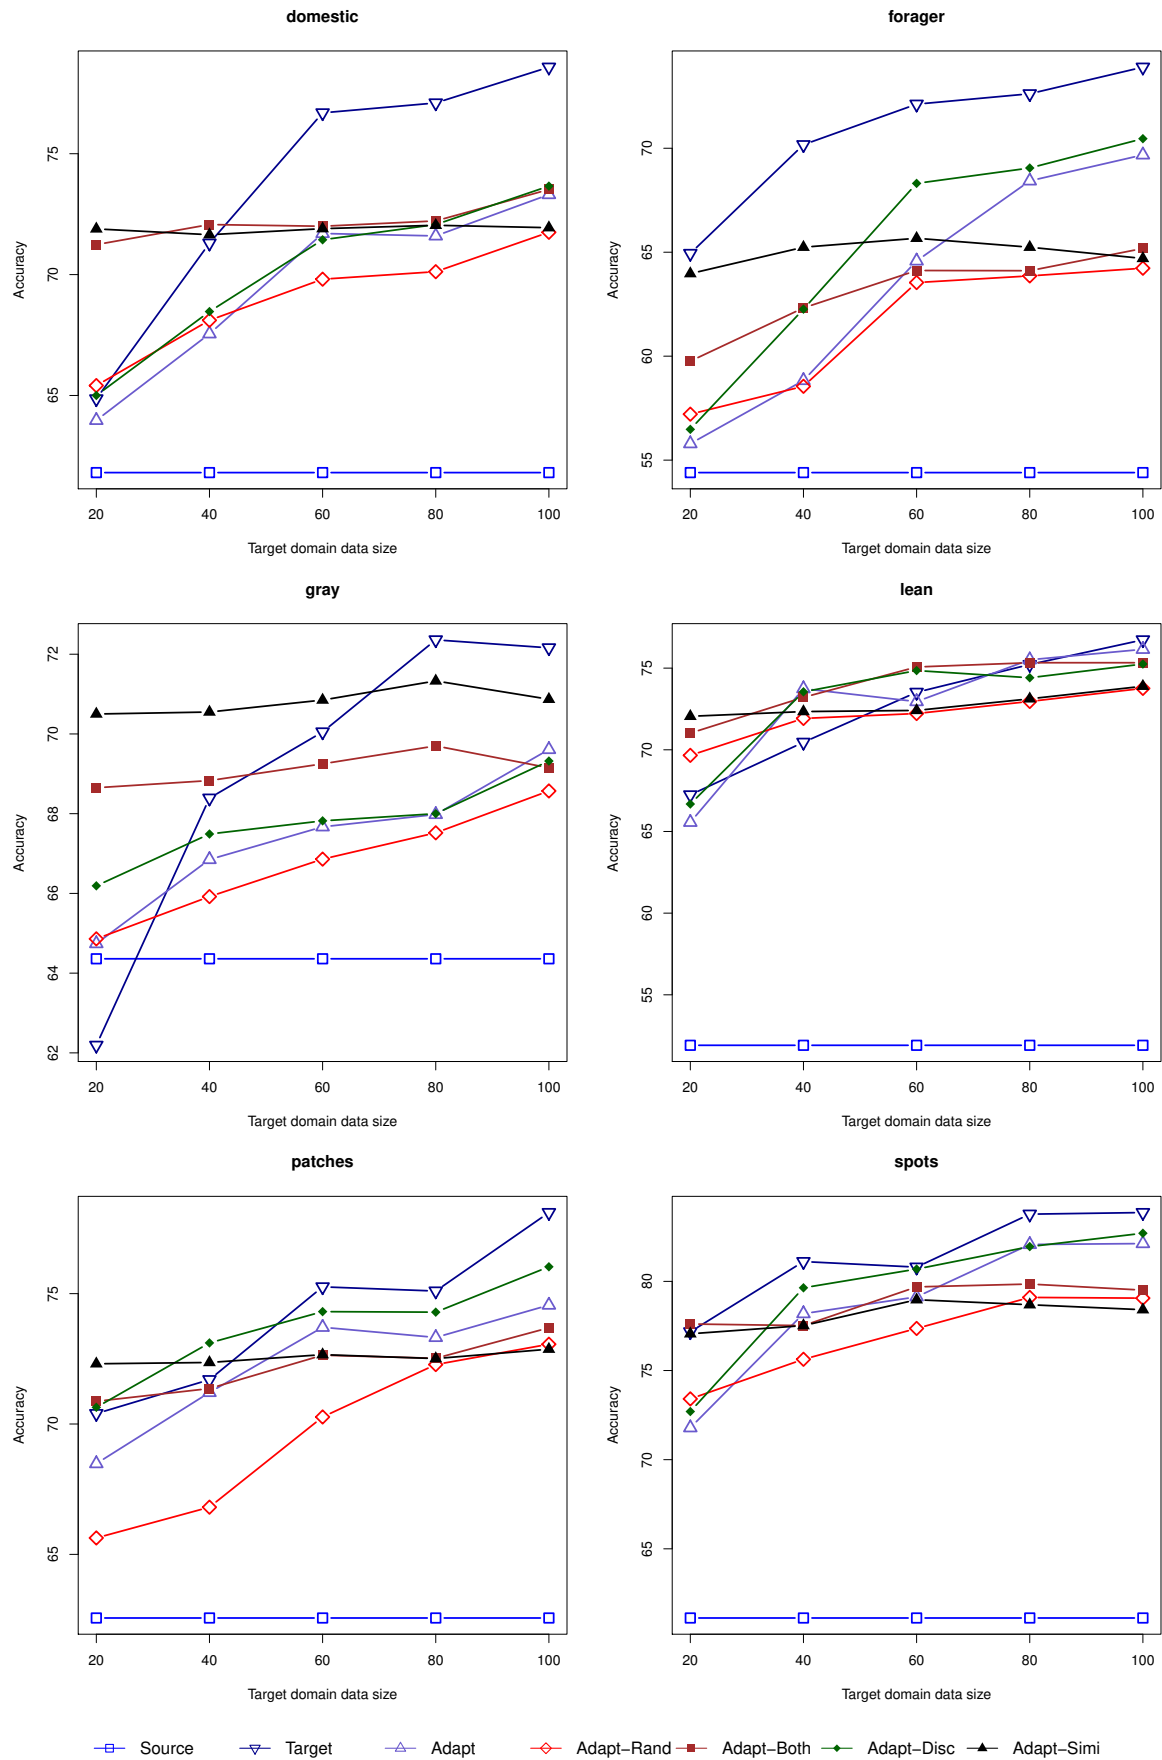 domestic
forager
75
70
65
Accuracy
20 40 60 80 100
Target domain data size
70
65
60
55
Accuracy
20 40 60 80 100
Target domain data size
gray
lean
72
70
68
66
64
62
Accuracy
20 40 60 80 100
Target domain data size
75
70
65
60
55
Accuracy
20 40 60 80 100
Target domain data size
patches
spots
75
70
65
Accuracy
20 40 60 80 100
Target domain data size
80
75
70
65
Accuracy
20 40 60 80 100
Target domain data size
Source Target Adapt Adapt−Rand Adapt−Both Adapt−Disc Adapt−Simi